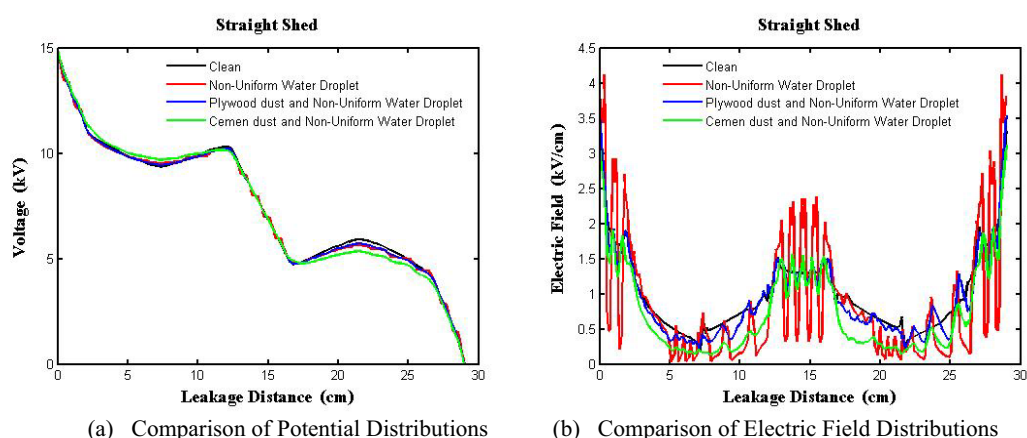 Straight Shed
15
10
5
0
0 5 10 15 20 25 30
Voltage (kV)
Leakage Distance (cm)
Clean
Non-Uniform Water Droplet
Plywood dust and Non-Uniform Water Droplet
Cemen dust and Non-Uniform Water Droplet
(a) Comparison of Potential Distributions
Straight Shed
4.5
4
3.5
3
2.5
2
1.5
1
0.5
0
0 5 10 15 20 25 30
Electric Field (kV/cm)
Leakage Distance (cm)
Clean
Non-Uniform Water Droplet
Plywood dust and Non-Uniform Water Droplet
Cemen dust and Non-Uniform Water Droplet
(b) Comparison of Electric Field Distributions